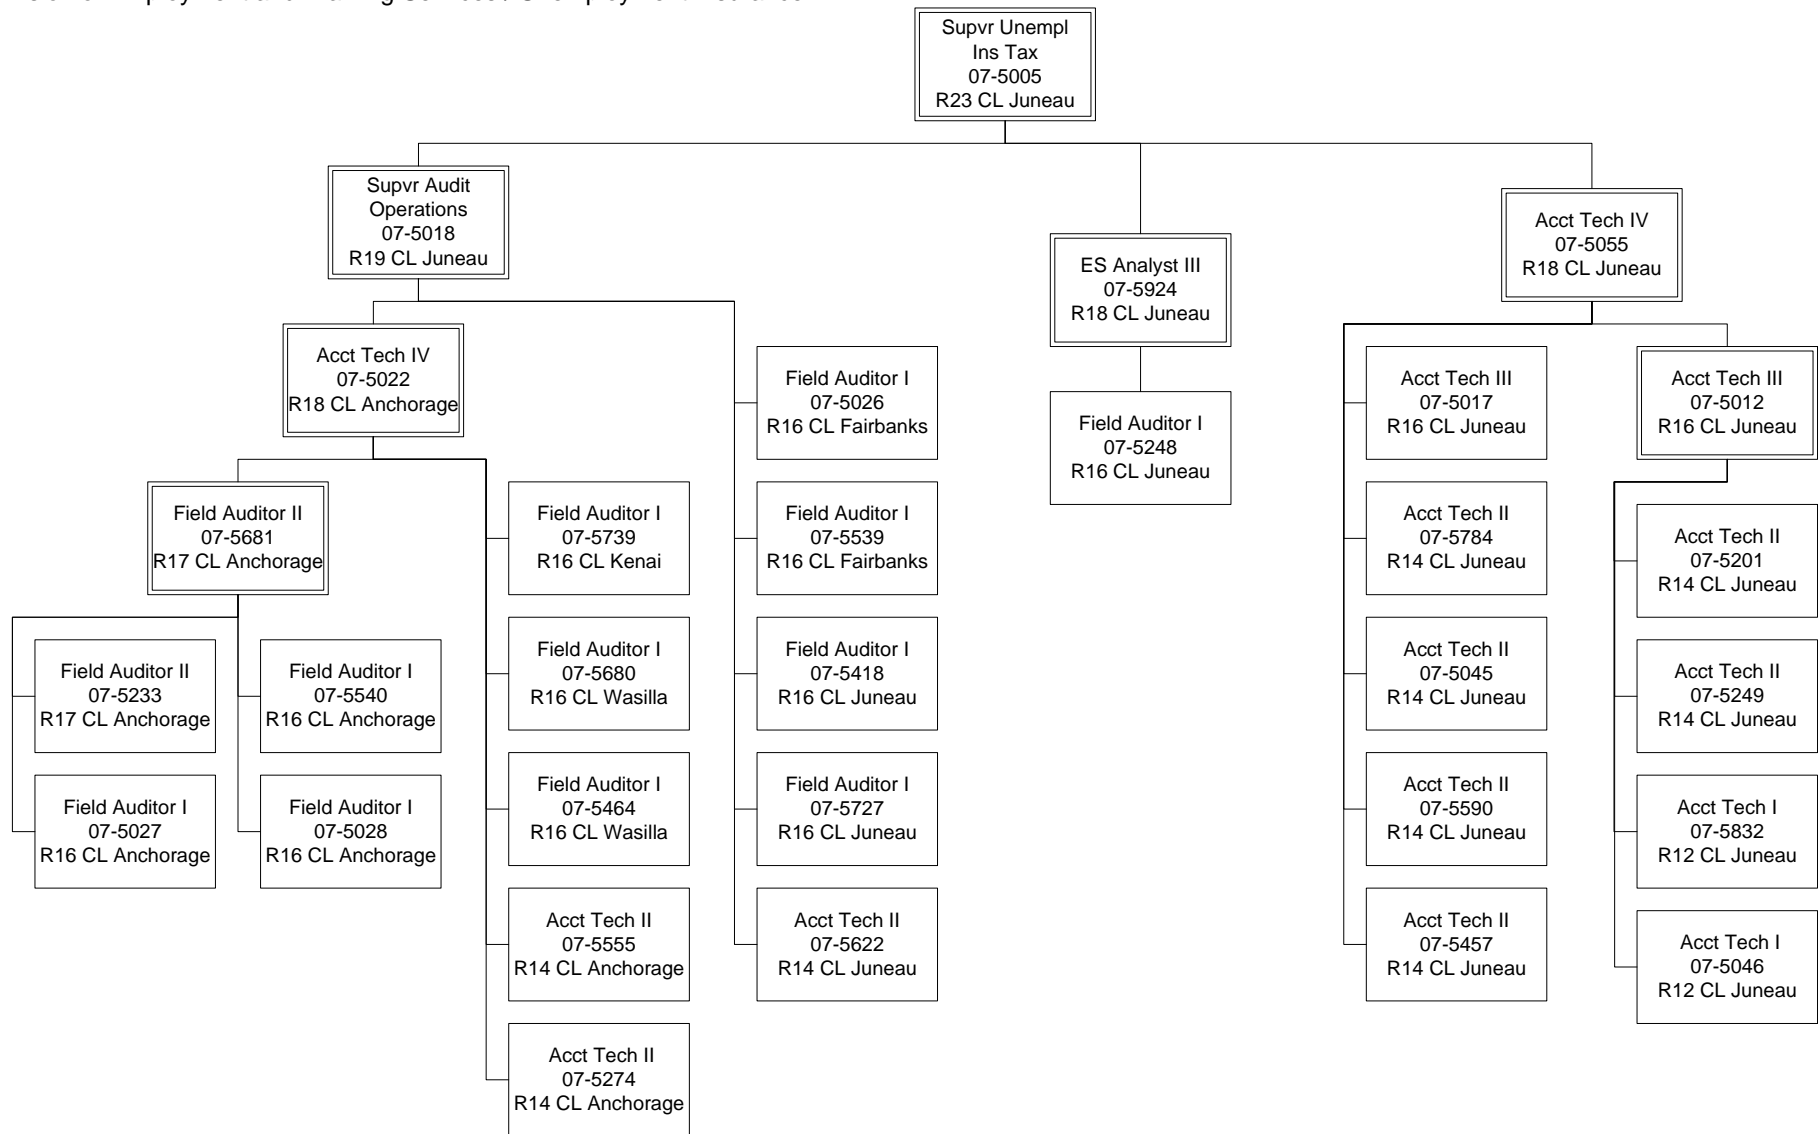 Supvr Unempl
Ins Tax
07-5005
R23 CL Juneau
Supvr Audit
Operations
07-5018
R19 CL Juneau
ES Analyst III
07-5924
R18 CL Juneau
Acct Tech IV
07-5055
R18 CL Juneau
Acct Tech IV
07-5022
R18 CL Anchorage
Field Auditor I
07-5026
R16 CL Fairbanks
Field Auditor I
07-5248
R16 CL Juneau
Acct Tech III
07-5017
R16 CL Juneau
Acct Tech III
07-5012
R16 CL Juneau
Field Auditor II
07-5681
R17 CL Anchorage
Field Auditor I
07-5739
R16 CL Kenai
Field Auditor I
07-5539
R16 CL Fairbanks
Acct Tech II
07-5784
R14 CL Juneau
Acct Tech II
07-5201
R14 CL Juneau
Field Auditor II
07-5233
R17 CL Anchorage
Field Auditor I
07-5540
R16 CL Anchorage
Field Auditor I
07-5680
R16 CL Wasilla
Field Auditor I
07-5418
R16 CL Juneau
Acct Tech II
07-5045
R14 CL Juneau
Acct Tech II
07-5249
R14 CL Juneau
Field Auditor I
07-5027
R16 CL Anchorage
Field Auditor I
07-5028
R16 CL Anchorage
Field Auditor I
07-5464
R16 CL Wasilla
Field Auditor I
07-5727
R16 CL Juneau
Acct Tech II
07-5590
R14 CL Juneau
Acct Tech I
07-5832
R12 CL Juneau
Acct Tech II
07-5555
R14 CL Anchorage
Acct Tech II
07-5622
R14 CL Juneau
Acct Tech II
07-5457
R14 CL Juneau
Acct Tech I
07-5046
R12 CL Juneau
Acct Tech II
07-5274
R14 CL Anchorage